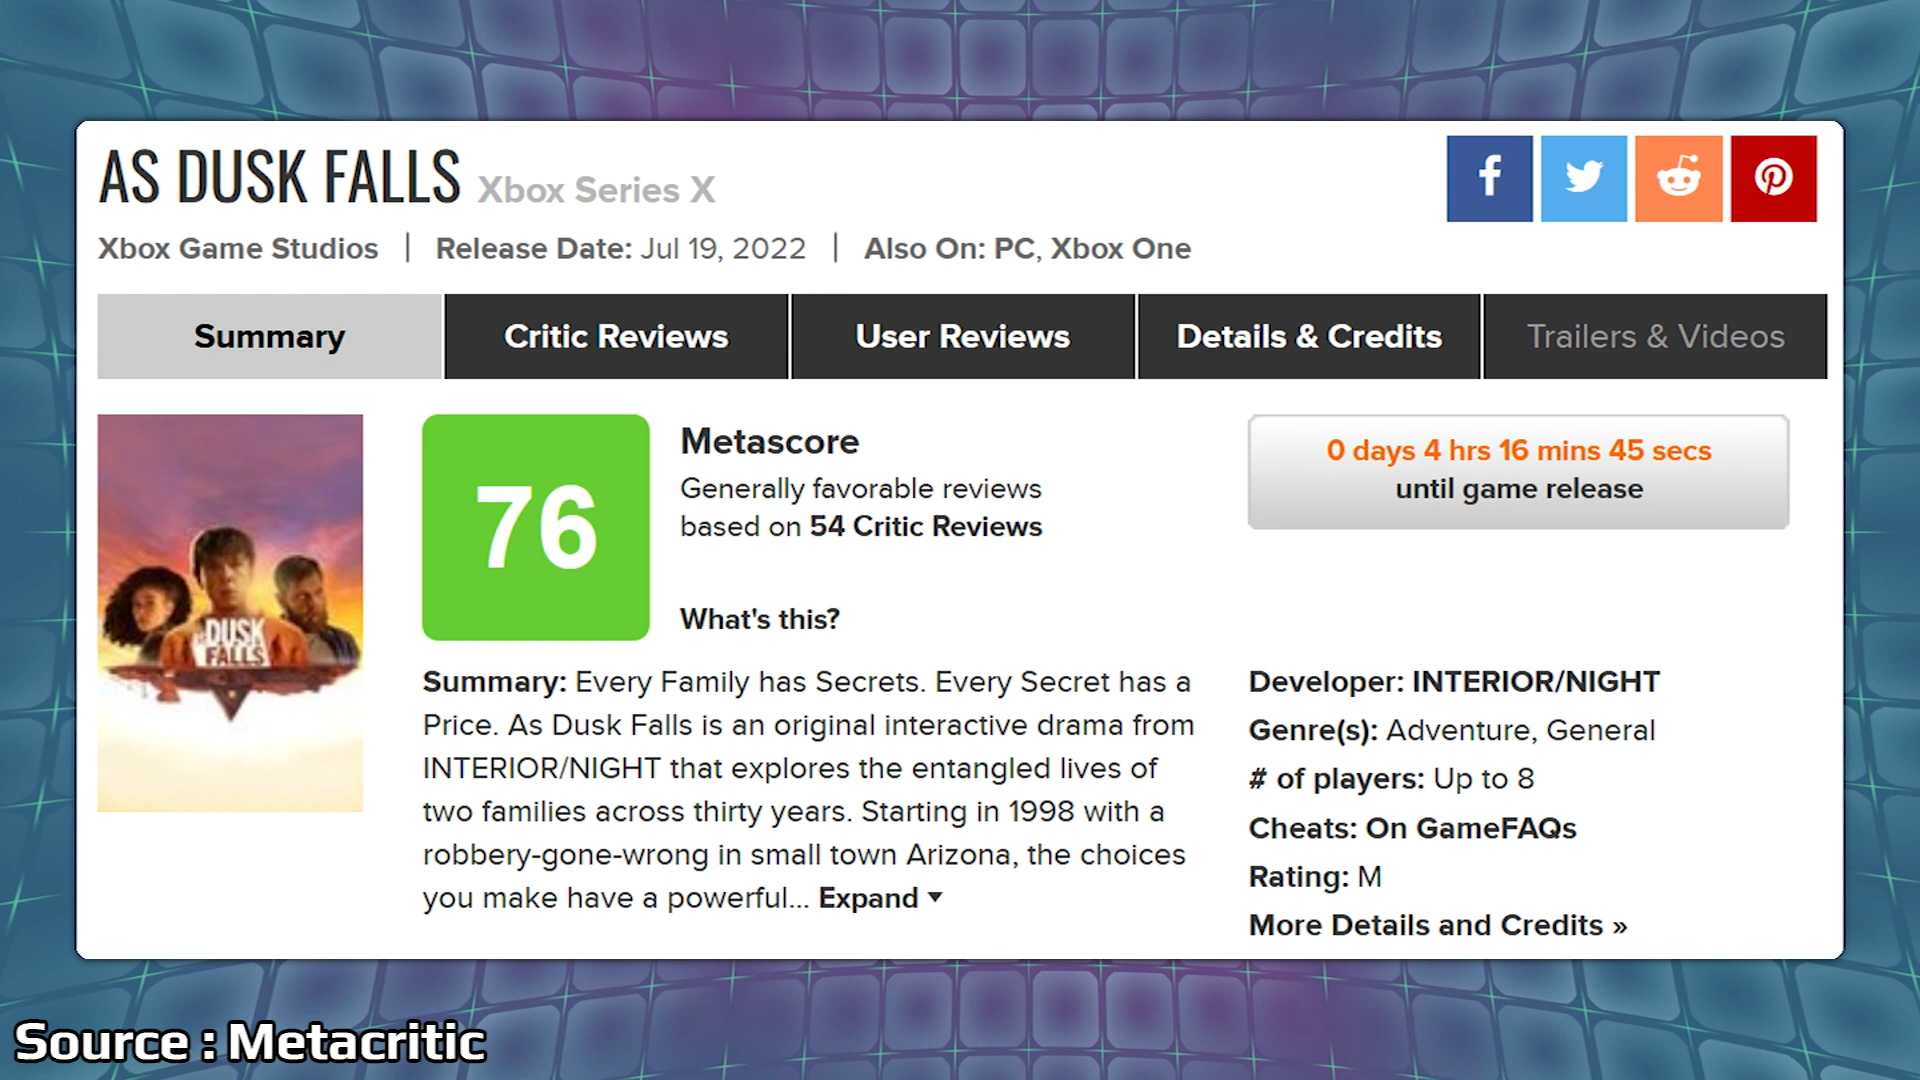 AS DUSK FALLS Xbox Series X
Xbox Game Studios | Release Date: Jul 19, 2022 | Also On: PC, Xbox One
Summary
Critic Reviews
User Reviews
Details & Credits
Trailers & Videos
DUSK
FALLS
76
Metascore
Generally favorable reviews
based on 54 Critic Reviews
What's this?
0 days 4 hrs 16 mins 45 secs
until game release
Summary: Every Family has Secrets. Every Secret has a
Price. As Dusk Falls is an original interactive drama from
INTERIOR/NIGHT that explores the entangled lives of
two families across thirty years. Starting in 1998 with a
robbery-gone-wrong in small town Arizona, the choices
you make have a powerful... Expand
Developer: INTERIOR/NIGHT
Genre(s): Adventure, General
# of players: Up to 8
Cheats: On GameFAQs
Rating: M
More Details and Credits »
Source : Metacritic